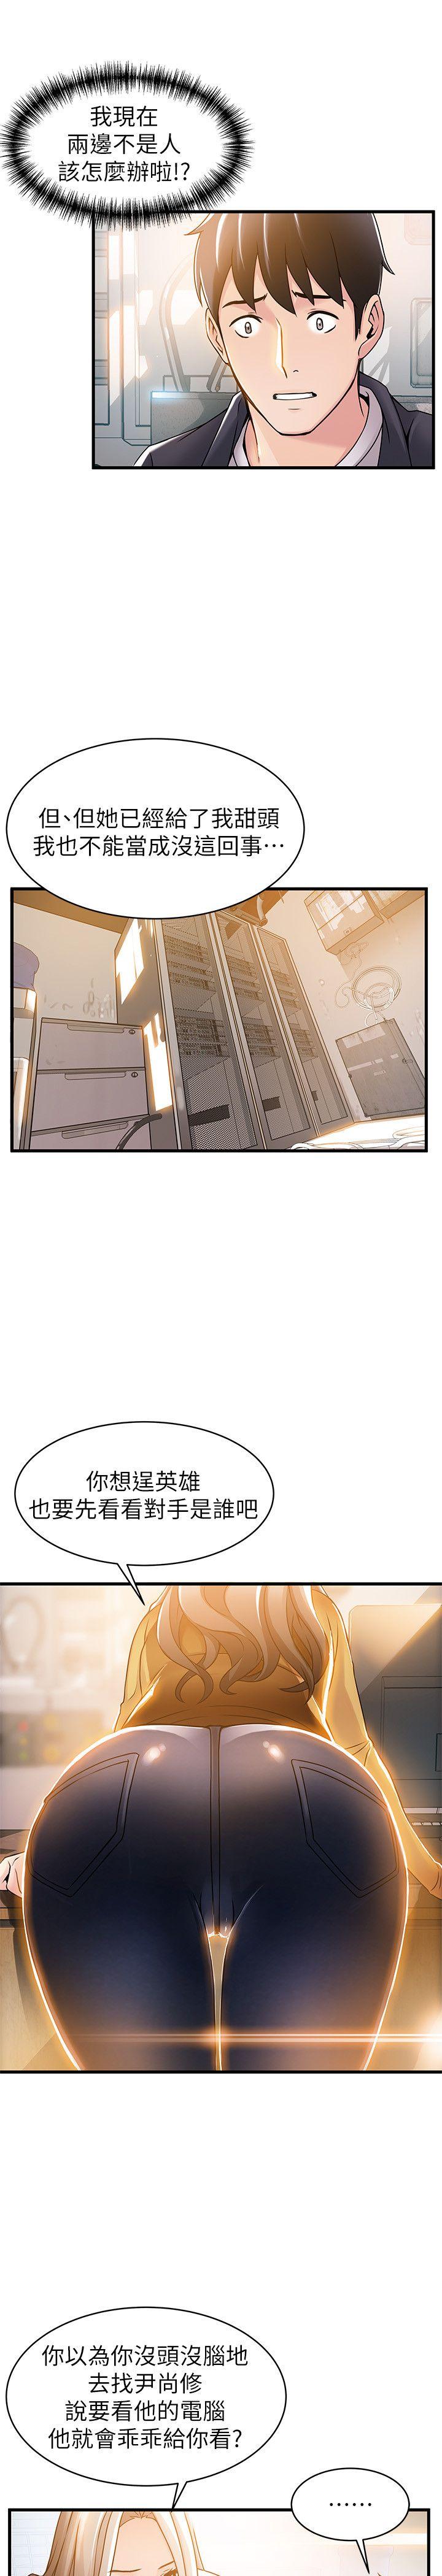 我現在
兩邊不是人
該怎麼辦啦!?
但、但她已經給了我甜頭
我也不能當成沒這回事⋯
你想逞英雄
也要先看看對手是誰吧
你以為你沒頭沒腦地
去找尹尚修
說要看他的電腦
他就會乖乖給你看?
⋯⋯